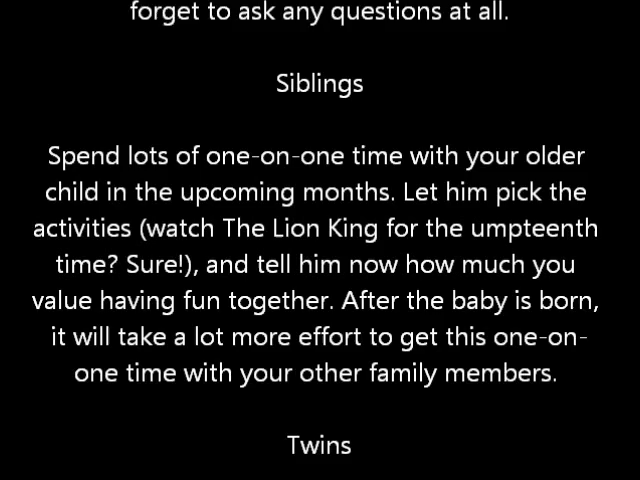 forget to ask any questions at all.
Siblings
Spend lots of one-on-one time with your older
child in the upcoming months. Let him pick the
activities (watch The Lion King for the umpteenth
time? Sure!), and tell him now how much you
value having fun together. After the baby is born,
it will take a lot more effort to get this one-on-
one time with your other family members.
Twins